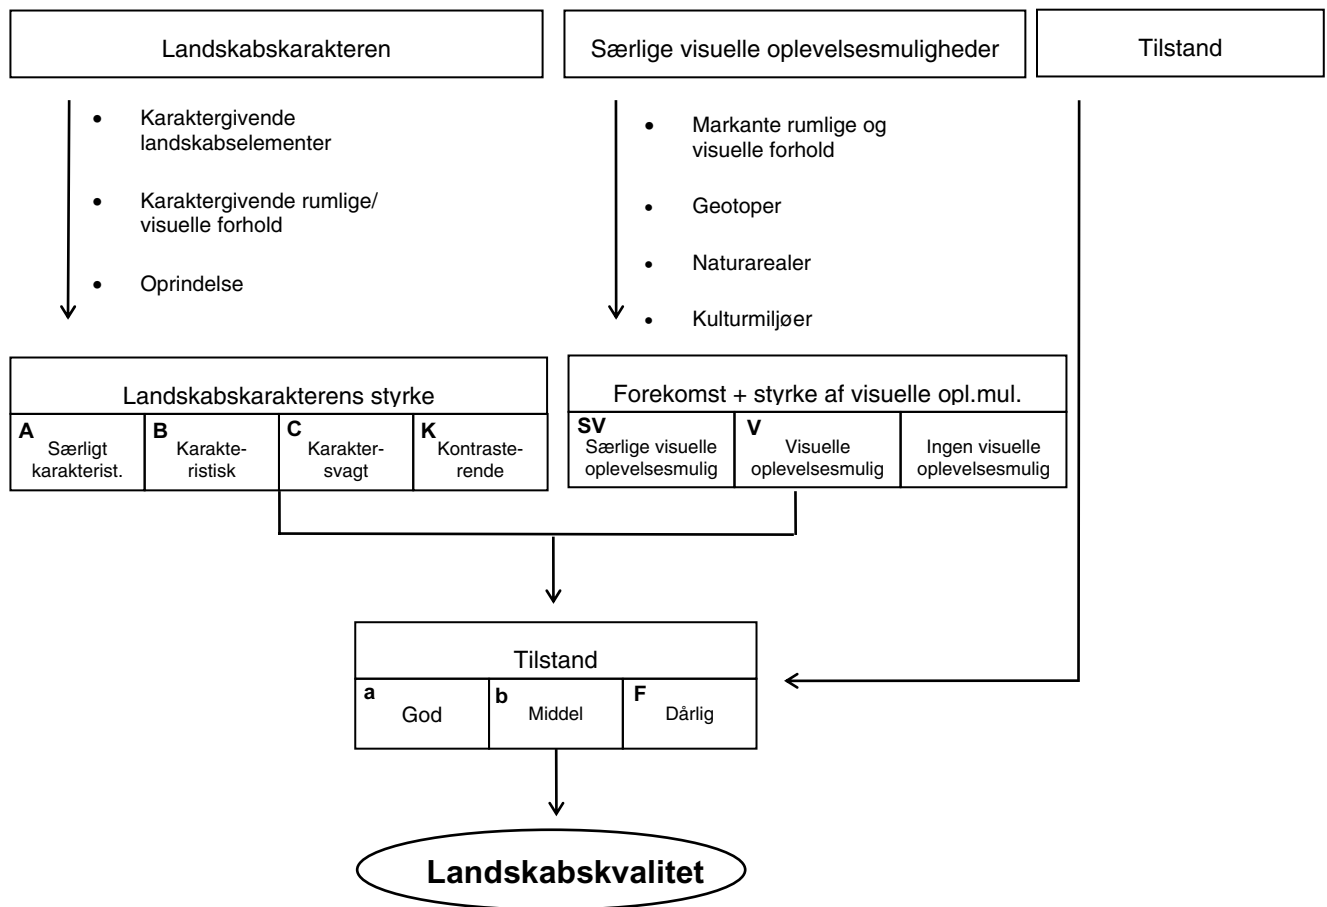 Landskabskarakteren
Særlige visuelle oplevelsesmuligheder
Tilstand
• Karaktergivende
landskabselementer
• Karaktergivende rumlige/
visuelle forhold
• Oprindelse
• Markante rumlige og
visuelle forhold
• Geotoper
• Naturarealer
• Kulturmiljøer
Landskabskarakterens styrke
A
Særligt
karakterist.
B
Karakte-
ristisk
C
Karakter-
svagt
K
Kontraste-
rende
Forekomst + styrke af visuelle opl.mul.
SV
Særlige visuelle
oplevelsesmulig
V
Visuelle
oplevelsesmulig
Ingen visuelle
oplevelsesmulig
Tilstand
a
God
b
Middel
F
Dårlig
Landskabskvalitet